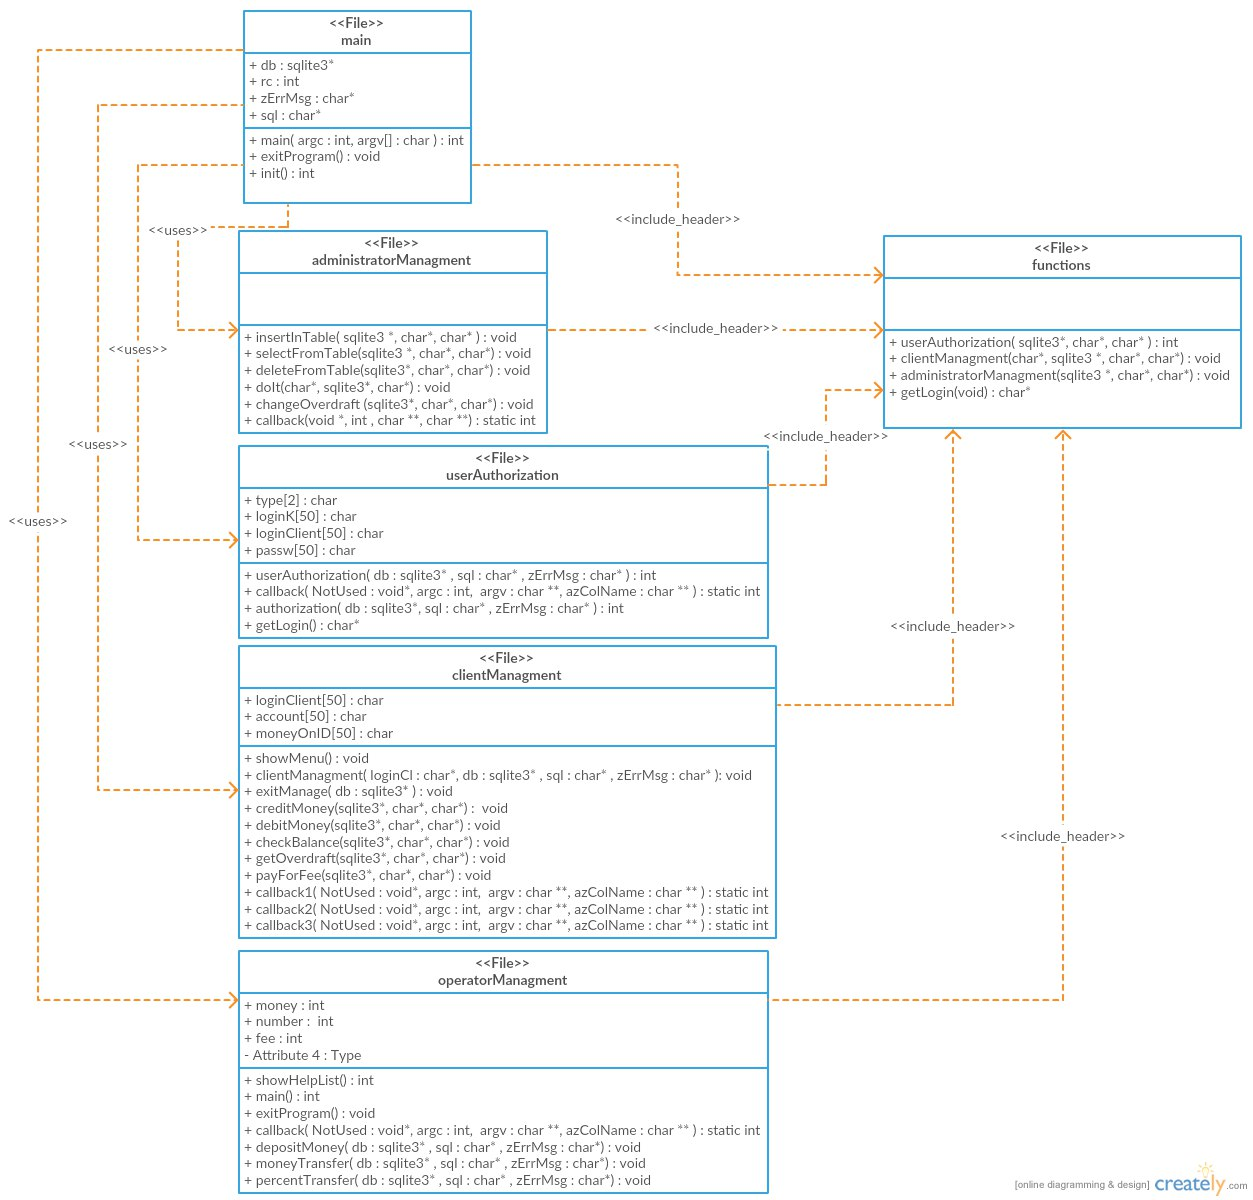 <<File>>
main
+ db : sqlite3*
+ rc : int
+ zErrMsg : char*
+ sql : char*
+ main( argc : int, argv[] : char ) : int
+ exitProgram() : void
+ init() : int
<<include_header>>
<<uses>>
<<File>>
administratorManagment
+ insertInTable( sqlite3 *, char*, char* ) : void
+ selectFromTable(sqlite3 *, char*, char*) : void
+ deleteFromTable(sqlite3*, char*, char*) : void
+ doIt(char*, sqlite3*, char*) : void
+ changeOverdraft (sqlite3*, char*, char*) : void
+ callback(void *, int , char **, char **) : static int
<<include_header>>
<<File>>
functions
+ userAuthorization( sqlite3*, char*, char* ) : int
+ clientManagment(char*, sqlite3 *, char*, char*) : void
+ administratorManagment(sqlite3 *, char*, char*) : void
+ getLogin(void) : char*
<<uses>>
<<uses>>
<<uses>>
<<include_header>>
<<File>>
userAuthorization
+ type[2] : char
+ loginK[50] : char
+ loginClient[50] : char
+ passw[50] : char
+ userAuthorization( db : sqlite3* , sql : char* , zErrMsg : char* ) : int
+ callback( NotUsed : void*, argc : int,  argv : char **, azColName : char ** ) : static int
+ authorization( db : sqlite3*, sql : char* , zErrMsg : char* ) : int
+ getLogin() : char*
<<include_header>>
<<File>>
clientManagment
+ loginClient[50] : char
+ account[50] : char
+ moneyOnID[50] : char
+ showMenu() : void
+ clientManagment( loginCl : char*, db : sqlite3* , sql : char* , zErrMsg : char* ): void
+ exitManage( db : sqlite3* ) : void
+ creditMoney(sqlite3*, char*, char*) :  void
+ debitMoney(sqlite3*, char*, char*) : void
+ checkBalance(sqlite3*, char*, char*) : void
+ getOverdraft(sqlite3*, char*, char*) : void
+ payForFee(sqlite3*, char*, char*) : void
+ callback1( NotUsed : void*, argc : int,  argv : char **, azColName : char ** ) : static int
+ callback2( NotUsed : void*, argc : int,  argv : char **, azColName : char ** ) : static int
+ callback3( NotUsed : void*, argc : int,  argv : char **, azColName : char ** ) : static int
<<include_header>>
<<File>>
operatorManagment
+ money : int
+ number :  int
+ fee : int
- Attribute 4 : Type
+ showHelpList() : int
+ main() : int
+ exitProgram() : void
+ callback( NotUsed : void*, argc : int,  argv : char **, azColName : char ** ) : static int
+ depositMoney( db : sqlite3* , sql : char* , zErrMsg : char*) : void
+ moneyTransfer( db : sqlite3* , sql : char* , zErrMsg : char*) : void
+ percentTransfer( db : sqlite3* , sql : char* , zErrMsg : char*) : void
[online diagramming & design] creately.com